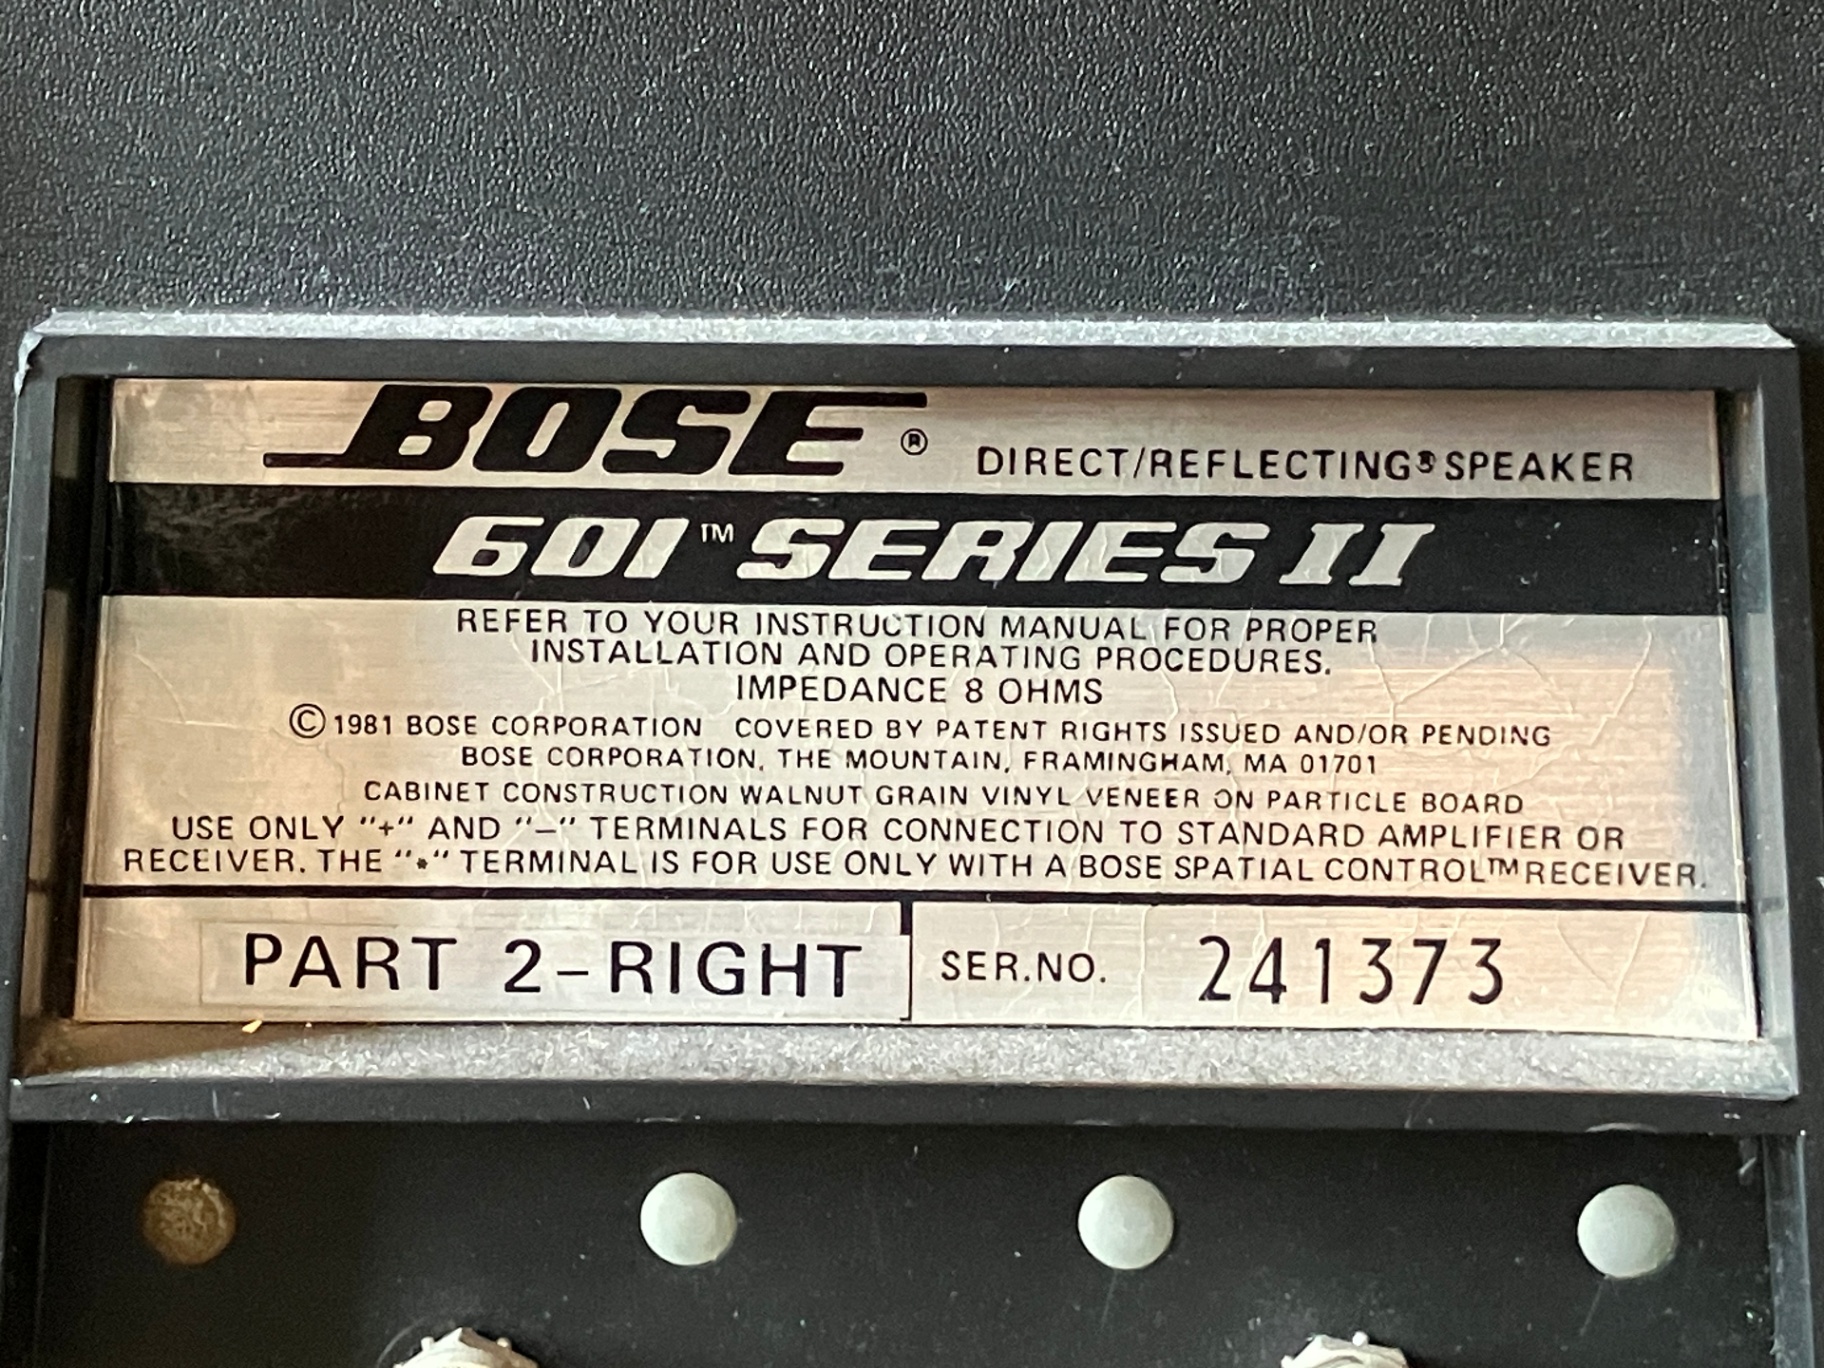 BOSE® DIRECT/REFLECTING® SPEAKER
601™ SERIES II
REFER TO YOUR INSTRUCTION MANUAL FOR PROPER
INSTALLATION AND OPERATING PROCEDURES.
IMPEDANCE 8 OHMS
©1981 BOSE CORPORATION COVERED BY PATENT RIGHTS ISSUED AND/OR PENDING
BOSE CORPORATION, THE MOUNTAIN, FRAMINGHAM, MA 01701
CABINET CONSTRUCTION WALNUT GRAIN VINYL VENEER ON PARTICLE BOARD
USE ONLY "+" AND "–" TERMINALS FOR CONNECTION TO STANDARD AMPLIFIER OR
RECEIVER. THE "*" TERMINAL IS FOR USE ONLY WITH A BOSE SPATIAL CONTROL™ RECEIVER.
PART 2–RIGHT SER.NO. 241373